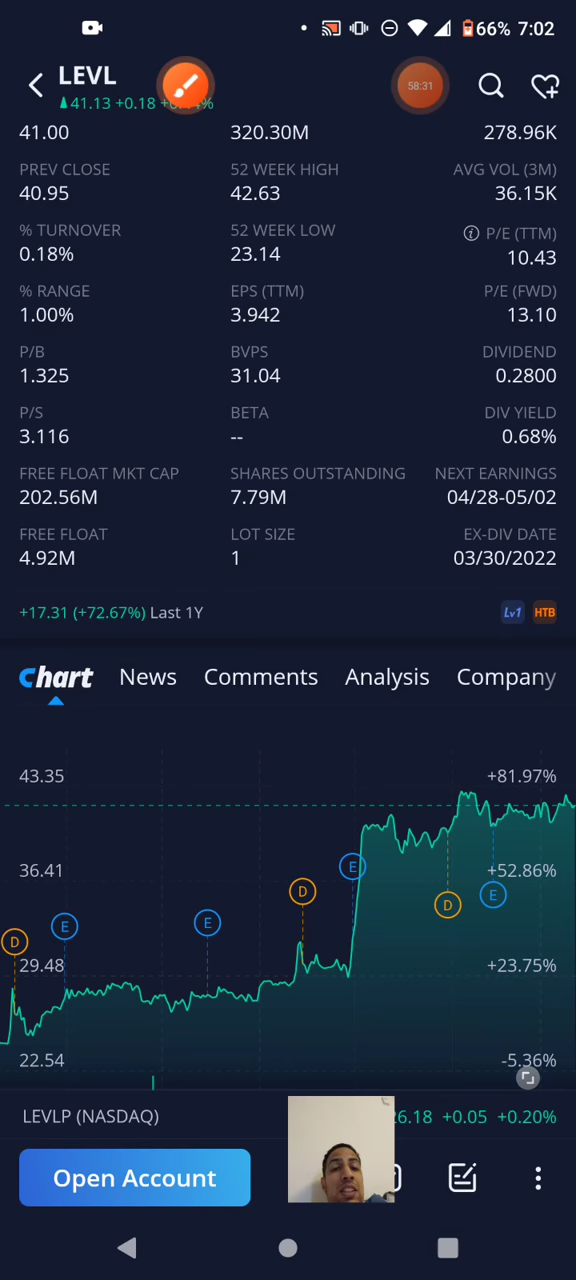 66% 7:02
LEVL
41.13 +0.18
58:31
41.00 320.30M 278.96K
PREV CLOSE 52 WEEK HIGH AVG VOL (3M)
40.95 42.63 36.15K
% TURNOVER 52 WEEK LOW P/E (TTM)
0.18% 23.14 10.43
% RANGE EPS (TTM) P/E (FWD)
1.00% 3.942 13.10
P/B BVPS DIVIDEND
1.325 31.04 0.2800
P/S BETA DIV YIELD
3.116 -- 0.68%
FREE FLOAT MKT CAP SHARES OUTSTANDING NEXT EARNINGS
202.56M 7.79M 04/28-05/02
FREE FLOAT LOT SIZE EX-DIV DATE
4.92M 1 03/30/2022
+17.31 (+72.67%) Last 1Y Lv1 HTB
Chart News Comments Analysis Company
43.35 +81.97%
36.41 +52.86%
E
D
D E
E E
D
29.48 +23.75%
22.54 -5.36%
LEVLP (NASDAQ) 26.18 +0.05 +0.20%
Open Account